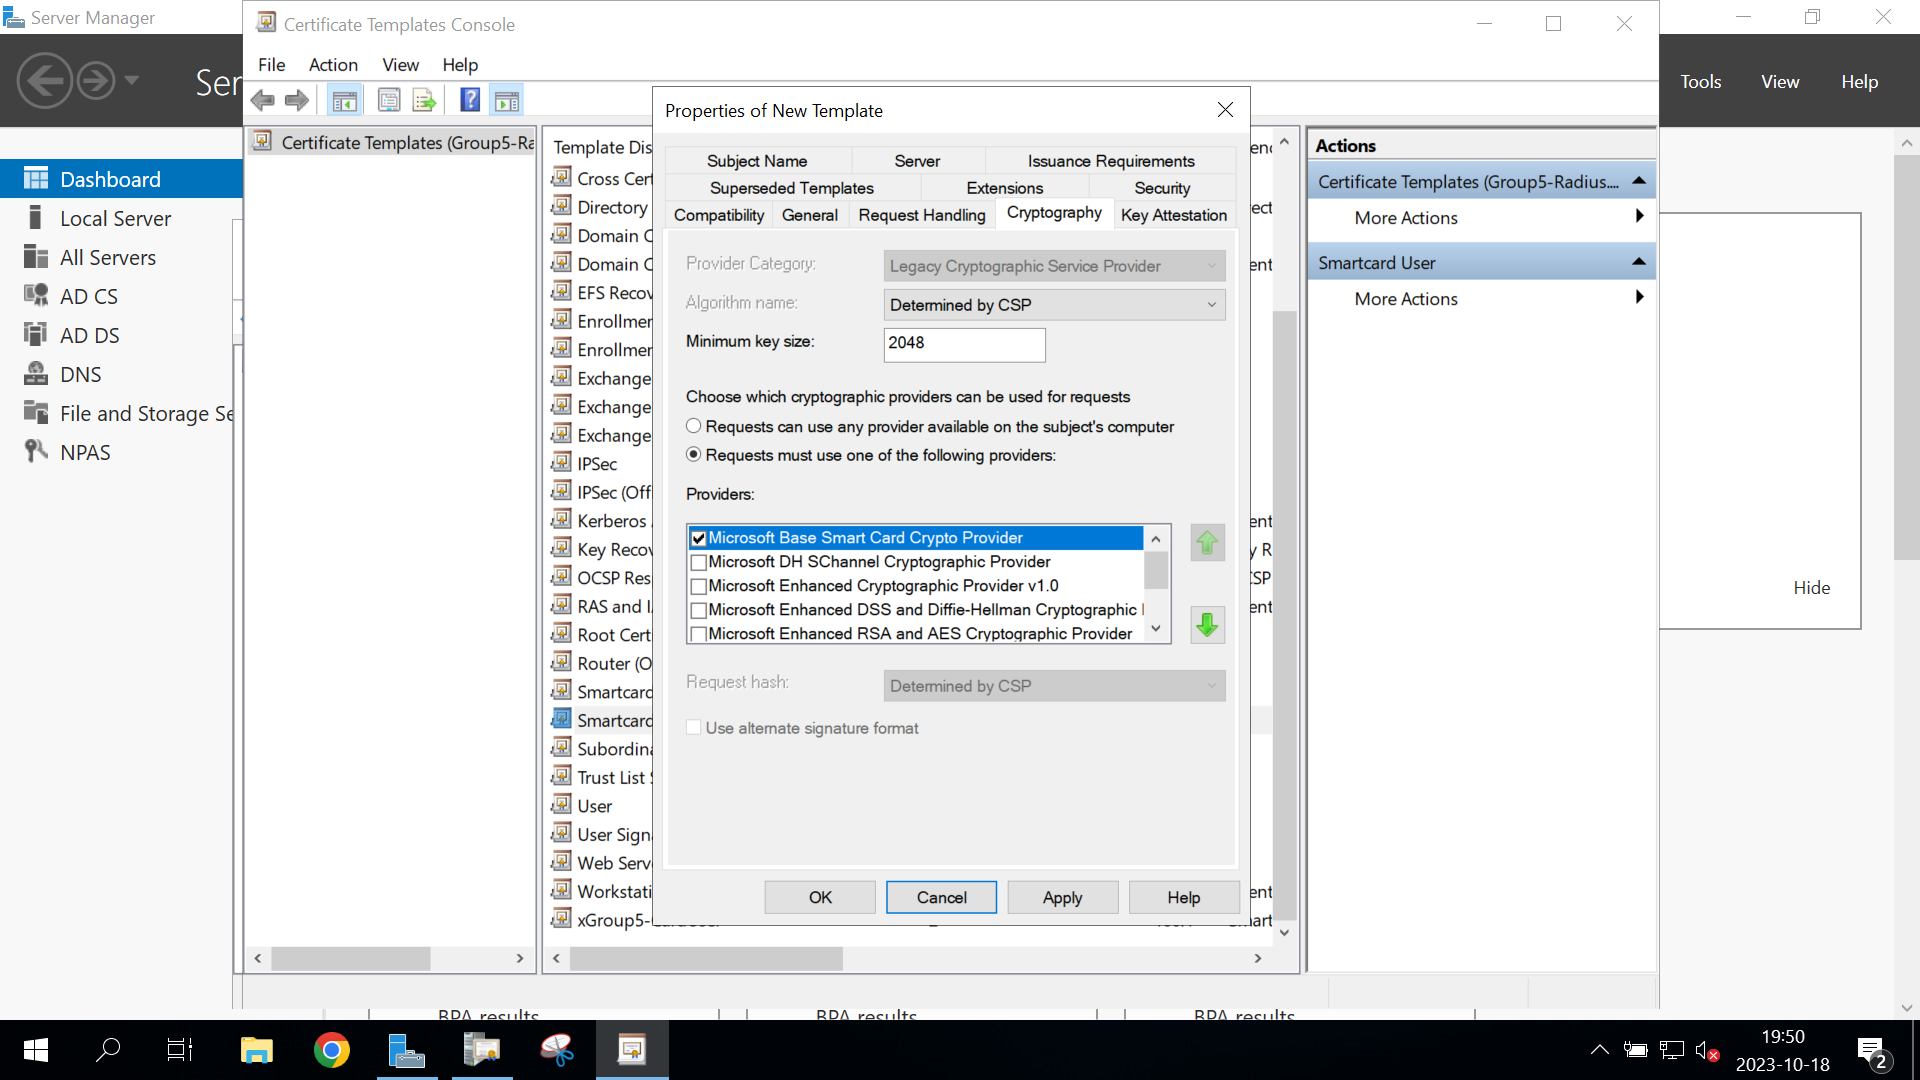 Server Manager
Certificate Templates Console
File Action View Help
Tools View Help
Certificate Templates (Group5-Ra
Dashboard
Local Server
All Servers
AD CS
AD DS
DNS
File and Storage Se
NPAS
Template Dis
Cross Cert
Directory
Domain C
Domain C
EFS Recov
Enrollmer
Enrollmer
Exchange
Exchange
Exchange
IPSec
IPSec (Off
Kerberos
Key Recov
OCSP Res
RAS and I
Root Cert
Router (O
Smartcard
Smartcard
Subordina
Trust List
User
User Sign
Web Serv
Workstati
xGroup5-
Properties of New Template
Subject Name Server Issuance Requirements
Superseded Templates Extensions Security
Compatibility General Request Handling Cryptography Key Attestation
Provider Category: Legacy Cryptographic Service Provider
Algorithm name: Determined by CSP
Minimum key size: 2048
Choose which cryptographic providers can be used for requests
Requests can use any provider available on the subject's computer
Requests must use one of the following providers:
Providers:
Microsoft Base Smart Card Crypto Provider
Microsoft DH SChannel Cryptographic Provider
Microsoft Enhanced Cryptographic Provider v1.0
Microsoft Enhanced DSS and Diffie-Hellman Cryptographic
Microsoft Enhanced RSA and AES Cryptographic Provider
Request hash: Determined by CSP
Use alternate signature format
OK Cancel Apply Help
Actions
Certificate Templates (Group5-Radius....
More Actions
Smartcard User
More Actions
Hide
BPA results BPA results BPA results
19:50
2023-10-18
2